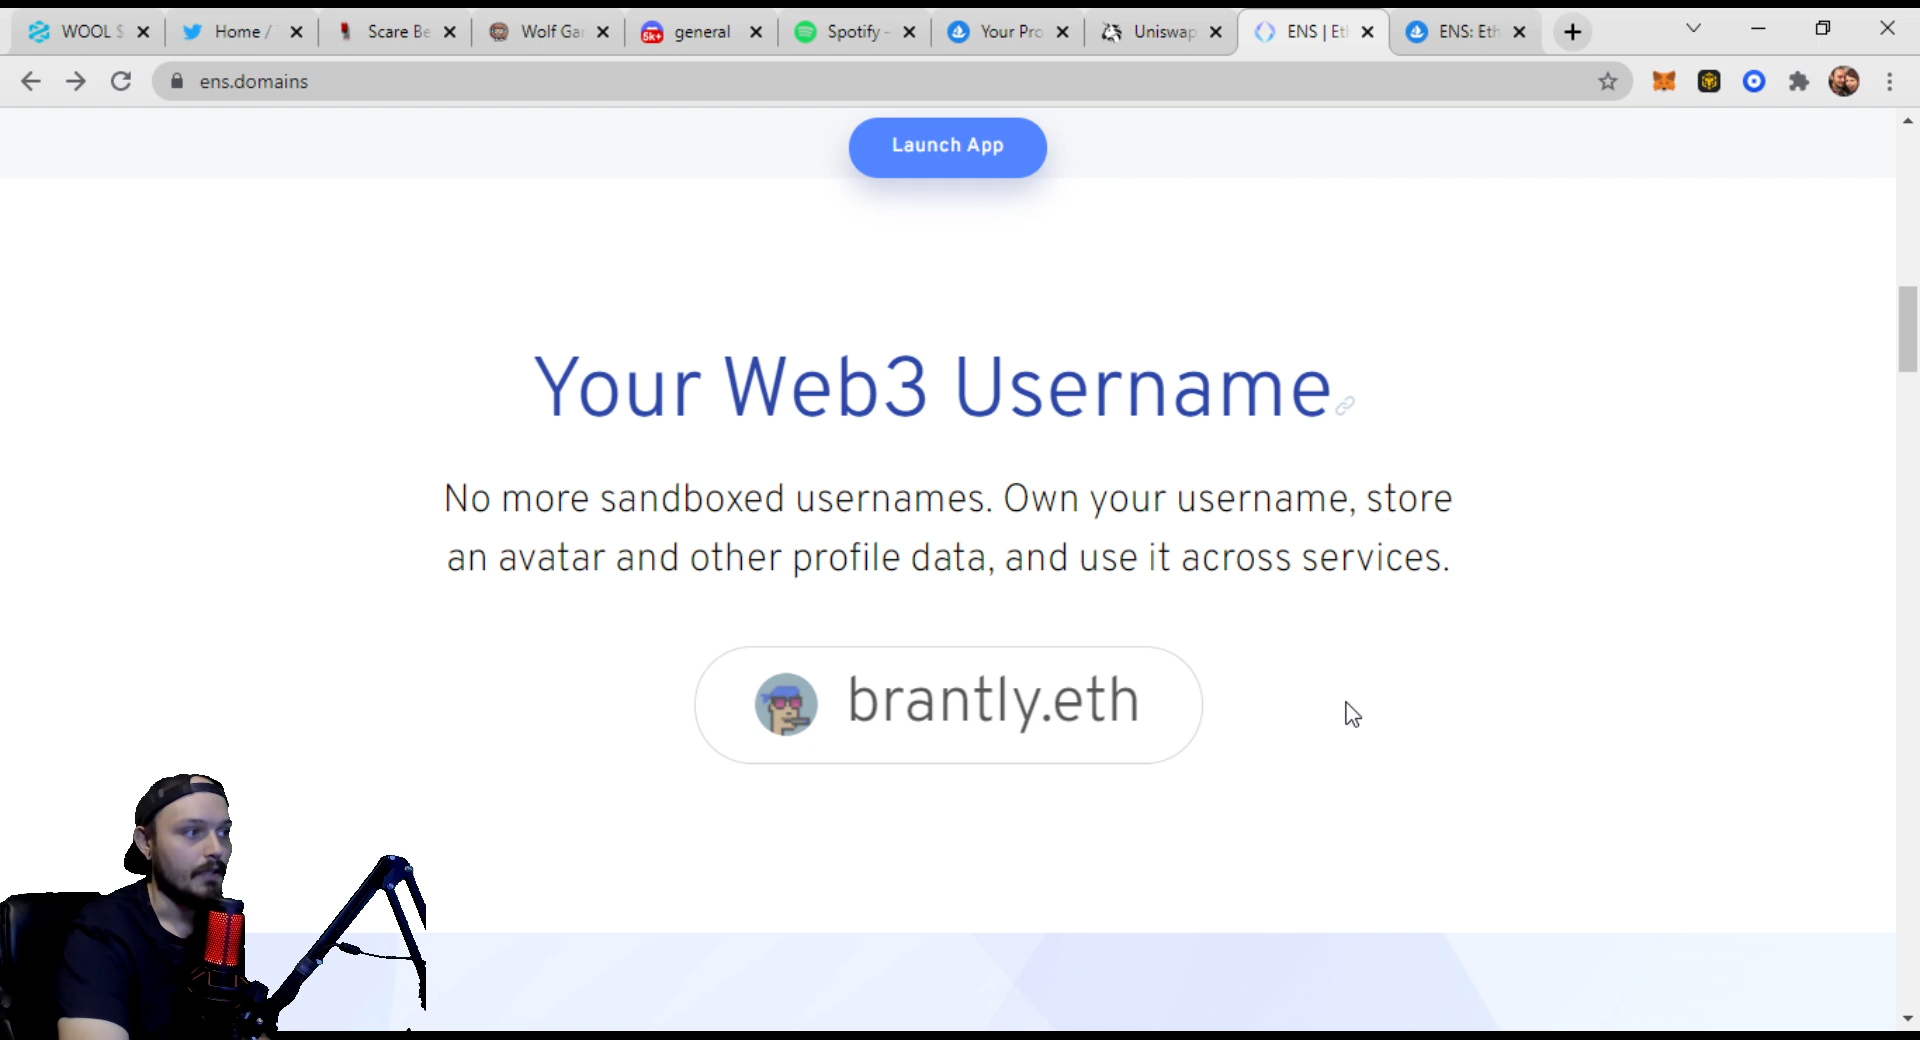 WOOL $
Home /
Scare Be
Wolf Ga
5k+
general
Spotify -
Your Pro
Uniswap
ENS | Et
ENS: Eth
ens.domains
Launch App
Your Web3 Username
No more sandboxed usernames. Own your username, store
an avatar and other profile data, and use it across services.
brantly.eth